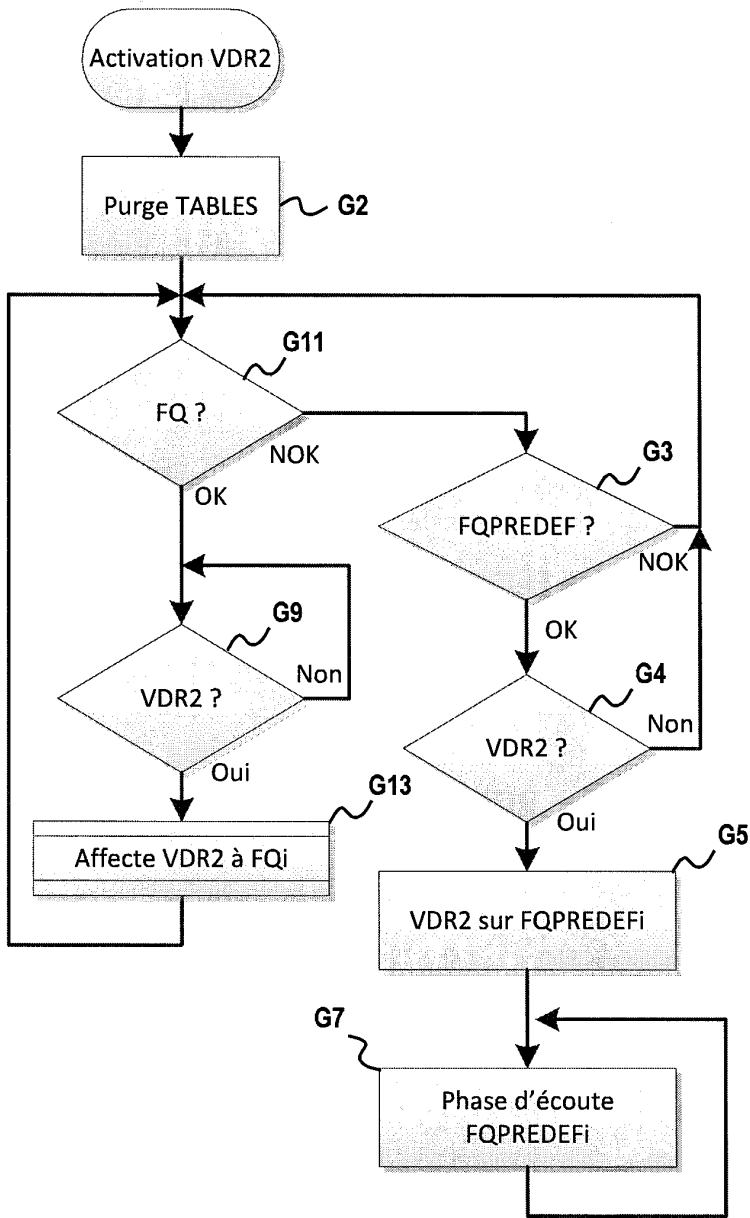 Activation VDR2
Purge TABLES
G2
G11
FQ ?
NOK
OK
G3
FQPREDEF ?
NOK
OK
G9
VDR2 ?
Non
Oui
G4
VDR2 ?
Non
Oui
G13
Affecte VDR2 à FQi
G5
VDR2 sur FQPREDEFi
G7
Phase d'écoute
FQPREDEFi